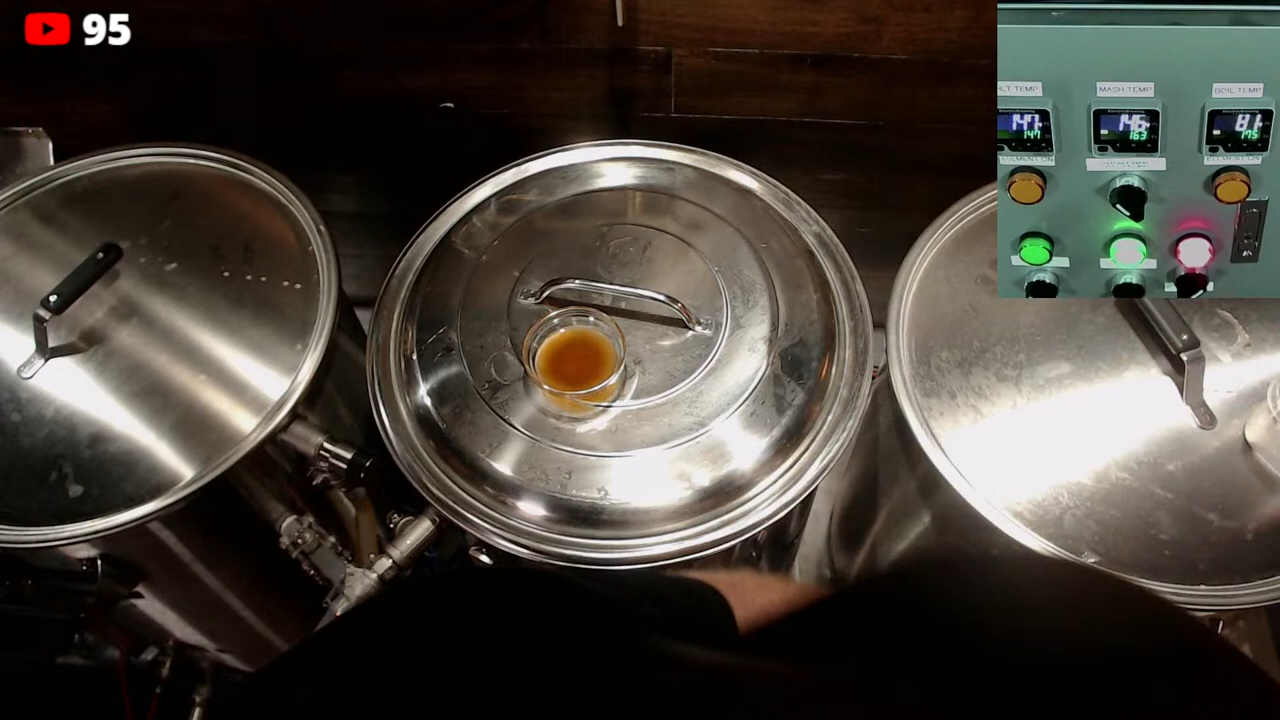 95
HLT TEMP
MASH TEMP
BOIL TEMP
147
147
146
163
81
175
ELEMENT ON
ELEMENT ON